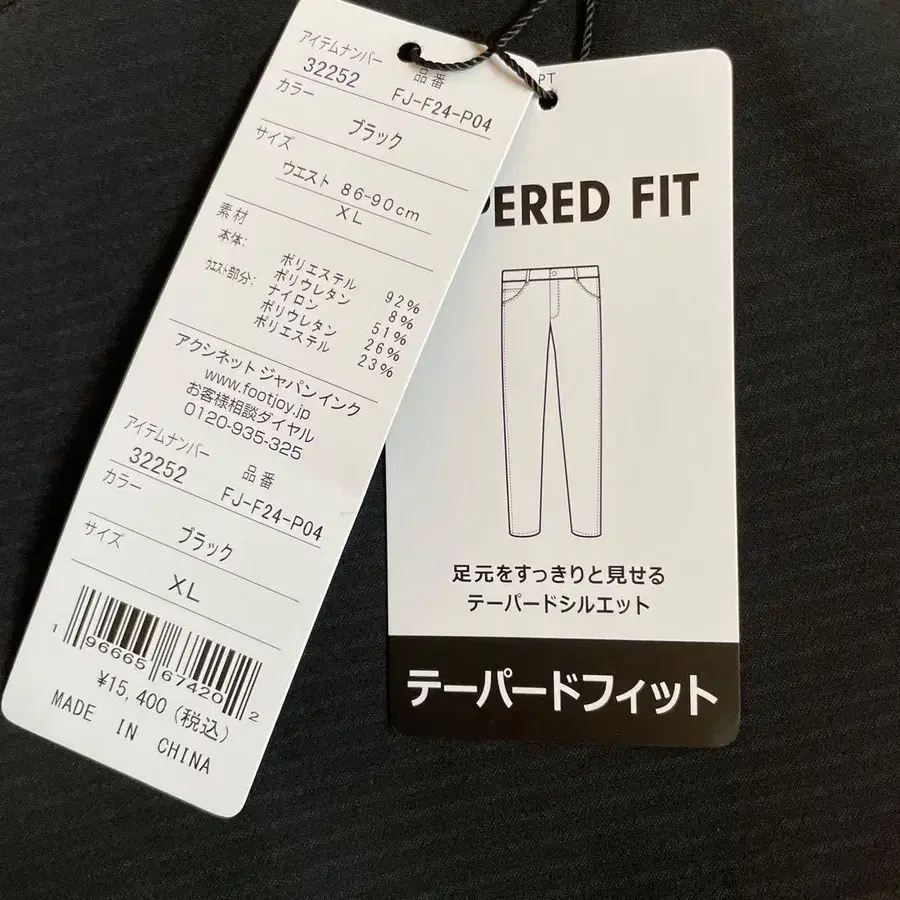 アイテムナンバー 品番
32252 FJ-F24-P04
カラー
ブラック
サイズ
ウエスト 86-90cm
XL
素材
本体: ポリエステル 92%
ポリウレタン 8%
ウエスト部分: ナイロン 51%
ポリウレタン 26%
ポリエステル 23%
アクシネット ジャパン インク
www.footjoy.jp
お客様相談ダイヤル
0120-935-325
アイテムナンバー 品番
32252 FJ-F24-P04
カラー
ブラック
サイズ
XL
1 96665 67420 2
¥15,400 (税込)
MADE IN CHINA
PT
PERED FIT
足元をすっきりと見せる
テーパードシルエット
テーパードフィット